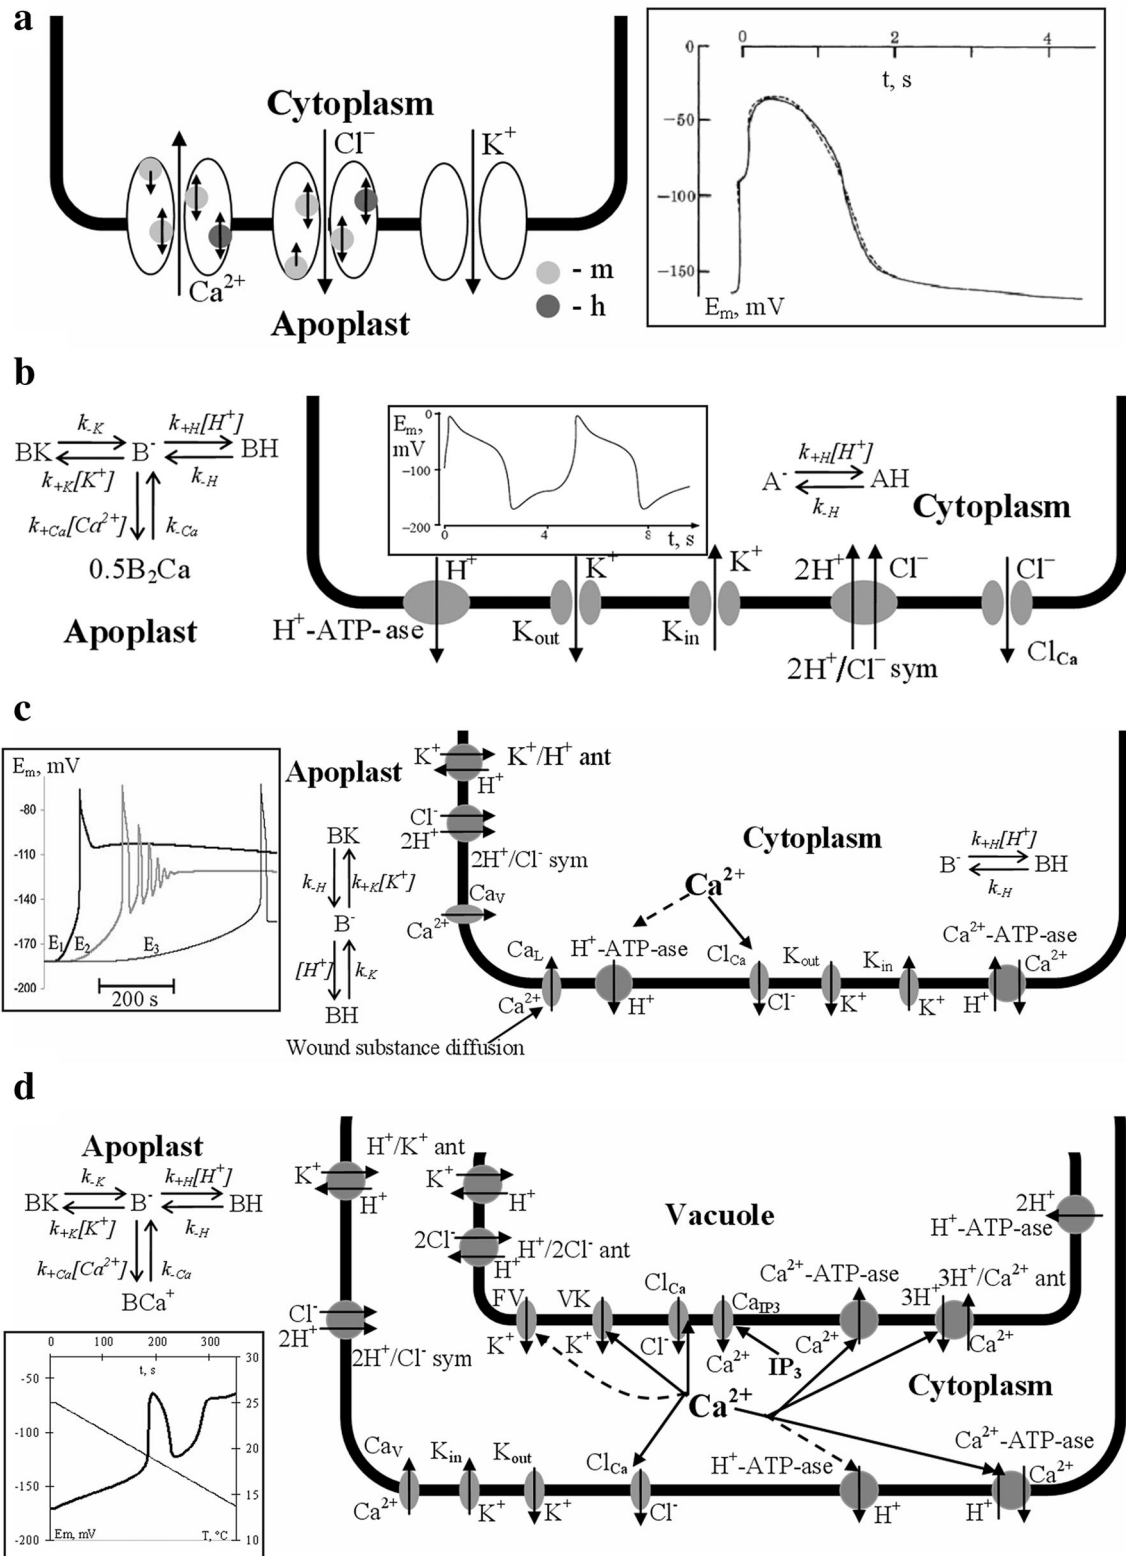 a
Cytoplasm
Cl⁻
K⁺
Ca²⁺
- m
- h
Apoplast
0 2 4
t, s
0
−50
−100
−150
Eₘ, mV
b
BK k₋K B⁻ k₊H[H⁺] BH
k₊K[K⁺] k₋H
k₊Ca[Ca²⁺] k₋Ca
0.5B₂Ca
Apoplast
Eₘ,
mV
0
−100
−200
0 4 8 t, s
A⁻ k₊H[H⁺] AH
k₋H
Cytoplasm
H⁺ K⁺ K⁺ 2H⁺ Cl⁻ Cl⁻
H⁺-ATP-ase Kout Kin 2H⁺/Cl⁻ sym ClCa
c
Eₘ, mV
-80
-110
-140
-170
-200
E₁ E₂ E₃
200 s
Apoplast
BK
k₋H k₊K[K⁺]
B⁻
[H⁺] k₋K
BH
Wound substance diffusion
K⁺ K⁺/H⁺ ant
H⁺
Cl⁻
2H⁺
2H⁺/Cl⁻ sym
CaV
Ca²⁺
Cytoplasm
Ca²⁺
B⁻ k₊H[H⁺] BH
k₋H
CaL H⁺-ATP-ase ClCa Kout Kin Ca²⁺-ATP-ase
Ca²⁺
Ca²⁺ H⁺ Cl⁻ K⁺ K⁺ H⁺
d
Apoplast
BK k₋K B⁻ k₊H[H⁺] BH
k₊K[K⁺] k₋H
k₊Ca[Ca²⁺] k₋Ca
BCa⁺
0 100 200 300
t, s
0
-50
-100
-150
-200
30
25
20
15
10
Em, mV T, °C
H⁺/K⁺ ant
K⁺
H⁺
Cl⁻
2H⁺
2H⁺/Cl⁻ sym
K⁺
H⁺
2Cl⁻ H⁺/2Cl⁻ ant
H⁺
Vacuole
2H⁺
H⁺-ATP-ase
FV VK ClCa CaIP3 Ca²⁺-ATP-ase 3H⁺/Ca²⁺ ant
3H⁺
K⁺ K⁺ Cl⁻ Ca²⁺ Ca²⁺ Ca²⁺
IP₃
Ca²⁺
Cytoplasm
CaV Kin Kout ClCa H⁺-ATP-ase Ca²⁺-ATP-ase
Ca²⁺
Ca²⁺ K⁺ K⁺ Cl⁻ H⁺ H⁺